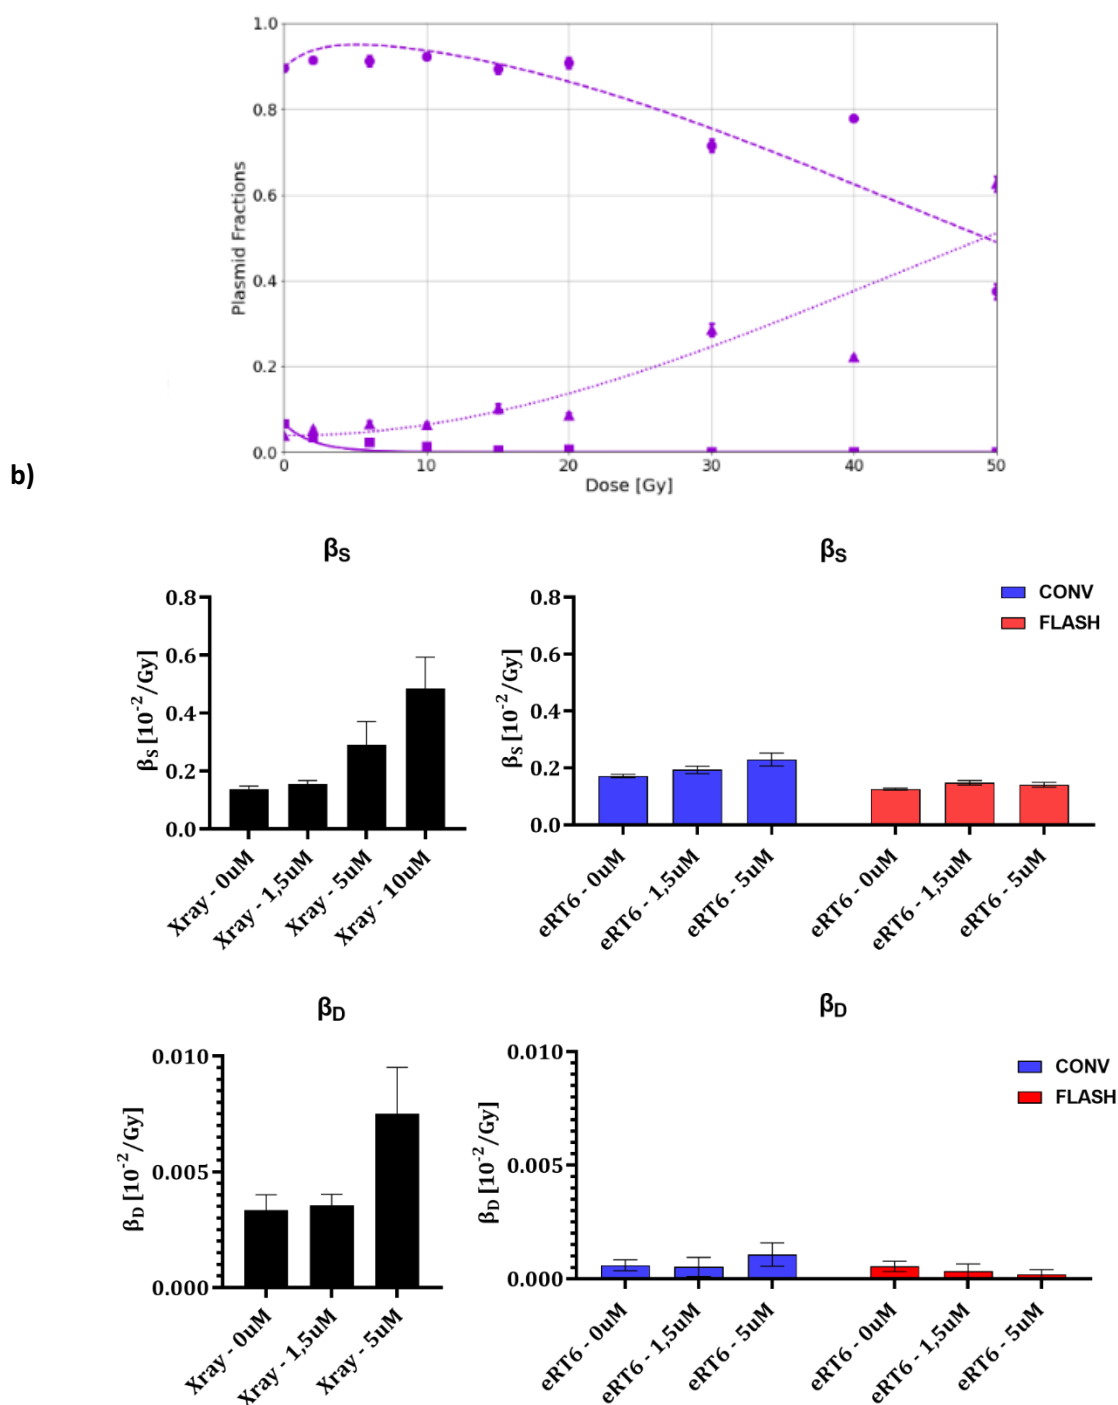 1.0
0.8
0.6
0.4
0.2
0.0
Plasmid Fractions
0 10 20 30 40 50
Dose [Gy]
b)
βS
0.8
0.6
0.4
0.2
0.0
βS [10⁻²/Gy]
Xray - 0uM
Xray - 1,5uM
Xray - 5uM
Xray - 10uM
βS
CONV
FLASH
0.8
0.6
0.4
0.2
0.0
βS [10⁻²/Gy]
eRT6 - 0uM
eRT6 - 1,5uM
eRT6 - 5uM
eRT6 - 0uM
eRT6 - 1,5uM
eRT6 - 5uM
βD
0.010
0.005
0.000
βD [10⁻²/Gy]
Xray - 0uM
Xray - 1,5uM
Xray - 5uM
βD
CONV
FLASH
0.010
0.005
0.000
βD [10⁻²/Gy]
eRT6 - 0uM
eRT6 - 1,5uM
eRT6 - 5uM
eRT6 - 0uM
eRT6 - 1,5uM
eRT6 - 5uM